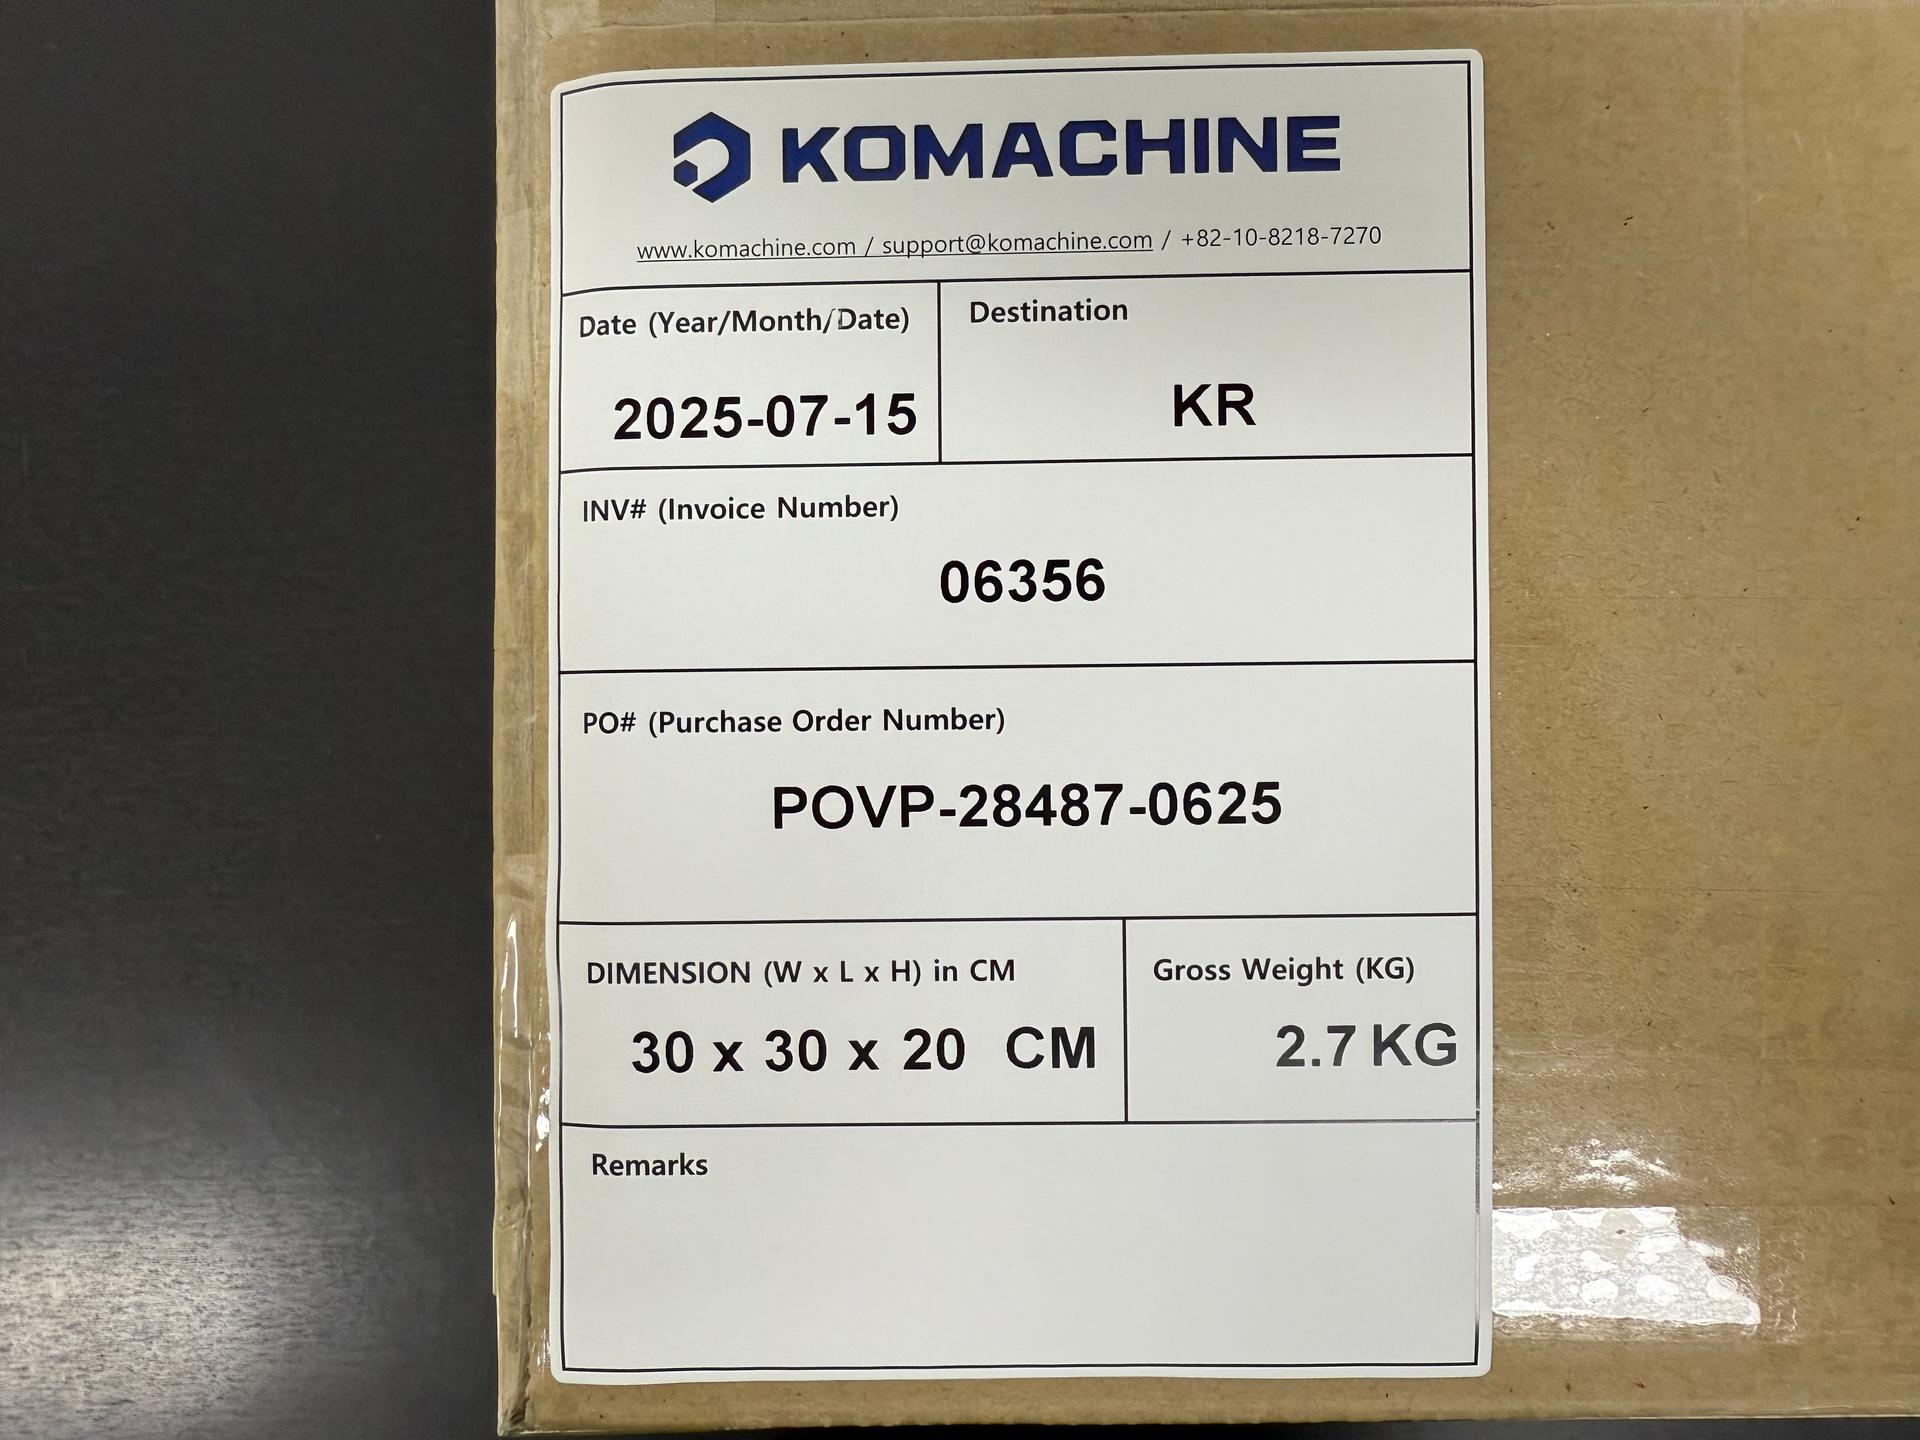 KOMACHINE
www.komachine.com / support@komachine.com / +82-10-8218-7270
Date (Year/Month/Date)
2025-07-15
Destination
KR
INV# (Invoice Number)
06356
PO# (Purchase Order Number)
POVP-28487-0625
DIMENSION (W x L x H) in CM
30 x 30 x 20 CM
Gross Weight (KG)
2.7 KG
Remarks